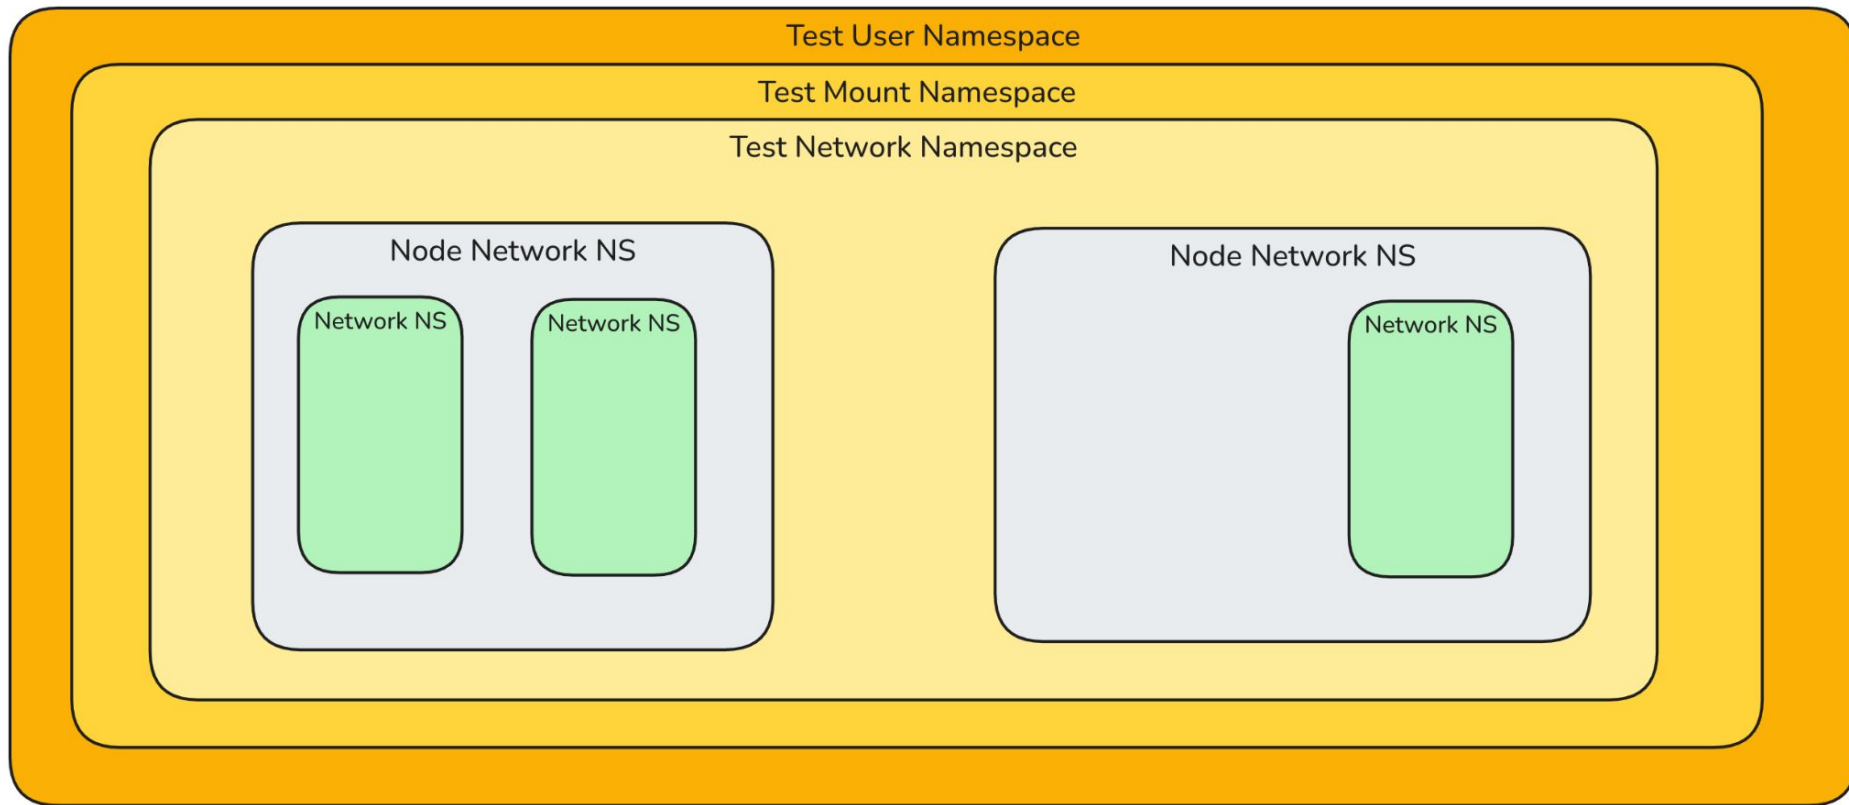 Test User Namespace
Test Mount Namespace
Test Network Namespace
Node Network NS
Network NS
Network NS
Node Network NS
Network NS